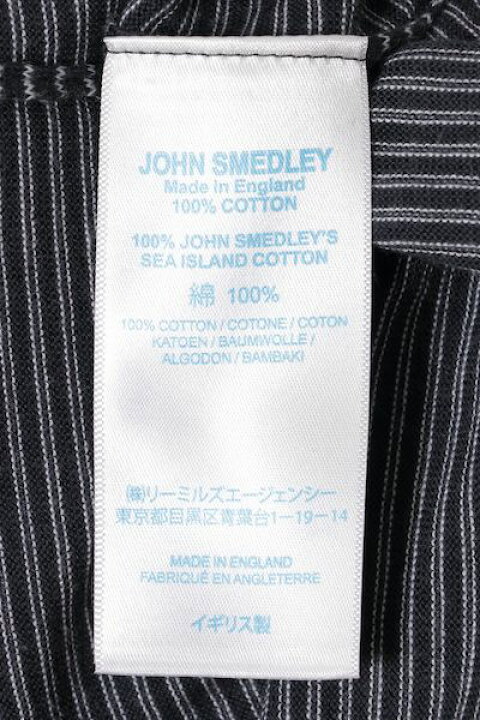 JOHN SMEDLEY
Made in England
100% COTTON
100% JOHN SMEDLEY'S
SEA ISLAND COTTON
綿 100%
100% COTTON / COTONE / COTON
KATOEN / BAUMWOLLE /
ALGODON / BAMBAKI
㈱リーミルズエージェンシー
東京都目黒区青葉台1-19-14
MADE IN ENGLAND
FABRIQUÉ EN ANGLETERRE
イギリス製